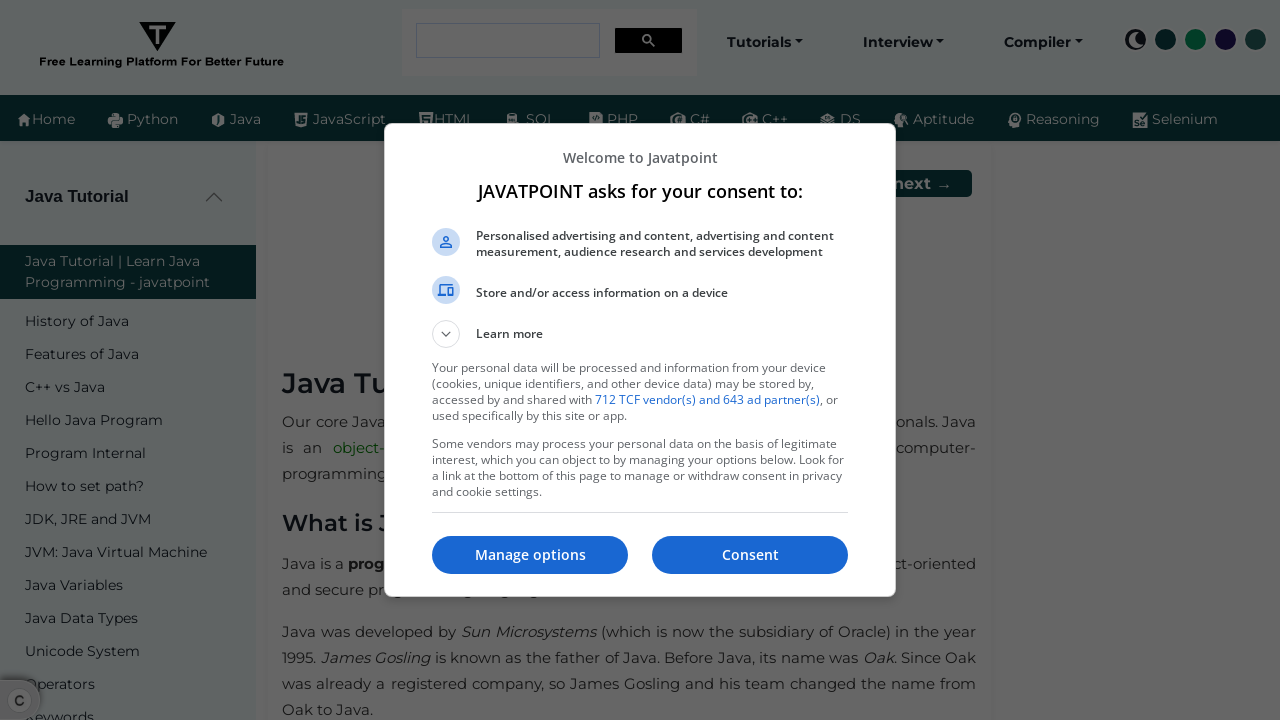 Free Learning Platform For Better Future
Tutorials
Interview
Compiler
Home
Python
Java
JavaScript
HTML
SQL
PHP
C#
C++
DS
Aptitude
Reasoning
Selenium
Java Tutorial
Java Tutorial | Learn Java
Programming - javatpoint
History of Java
Features of Java
C++ vs Java
Hello Java Program
Program Internal
How to set path?
JDK, JRE and JVM
JVM: Java Virtual Machine
Java Variables
Java Data Types
Unicode System
Operators
Keywords
next →
Welcome to Javatpoint
JAVATPOINT asks for your consent to:
Personalised advertising and content, advertising and content
measurement, audience research and services development
Store and/or access information on a device
Learn more
Your personal data will be processed and information from your device
(cookies, unique identifiers, and other device data) may be stored by,
accessed by and shared with 712 TCF vendor(s) and 643 ad partner(s), or
used specifically by this site or app.
Some vendors may process your personal data on the basis of legitimate
interest, which you can object to by managing your options below. Look for
a link at the bottom of this page to manage or withdraw consent in privacy
and cookie settings.
Manage options
Consent
Java Tu
Our core Java
onals. Java
is an object-
computer-
programming
What is J
Java is a prog
ct-oriented
and secure
Java was developed by Sun Microsystems (which is now the subsidiary of Oracle) in the year
1995. James Gosling is known as the father of Java. Before Java, its name was Oak. Since Oak
was already a registered company, so James Gosling and his team changed the name from
Oak to Java.
C